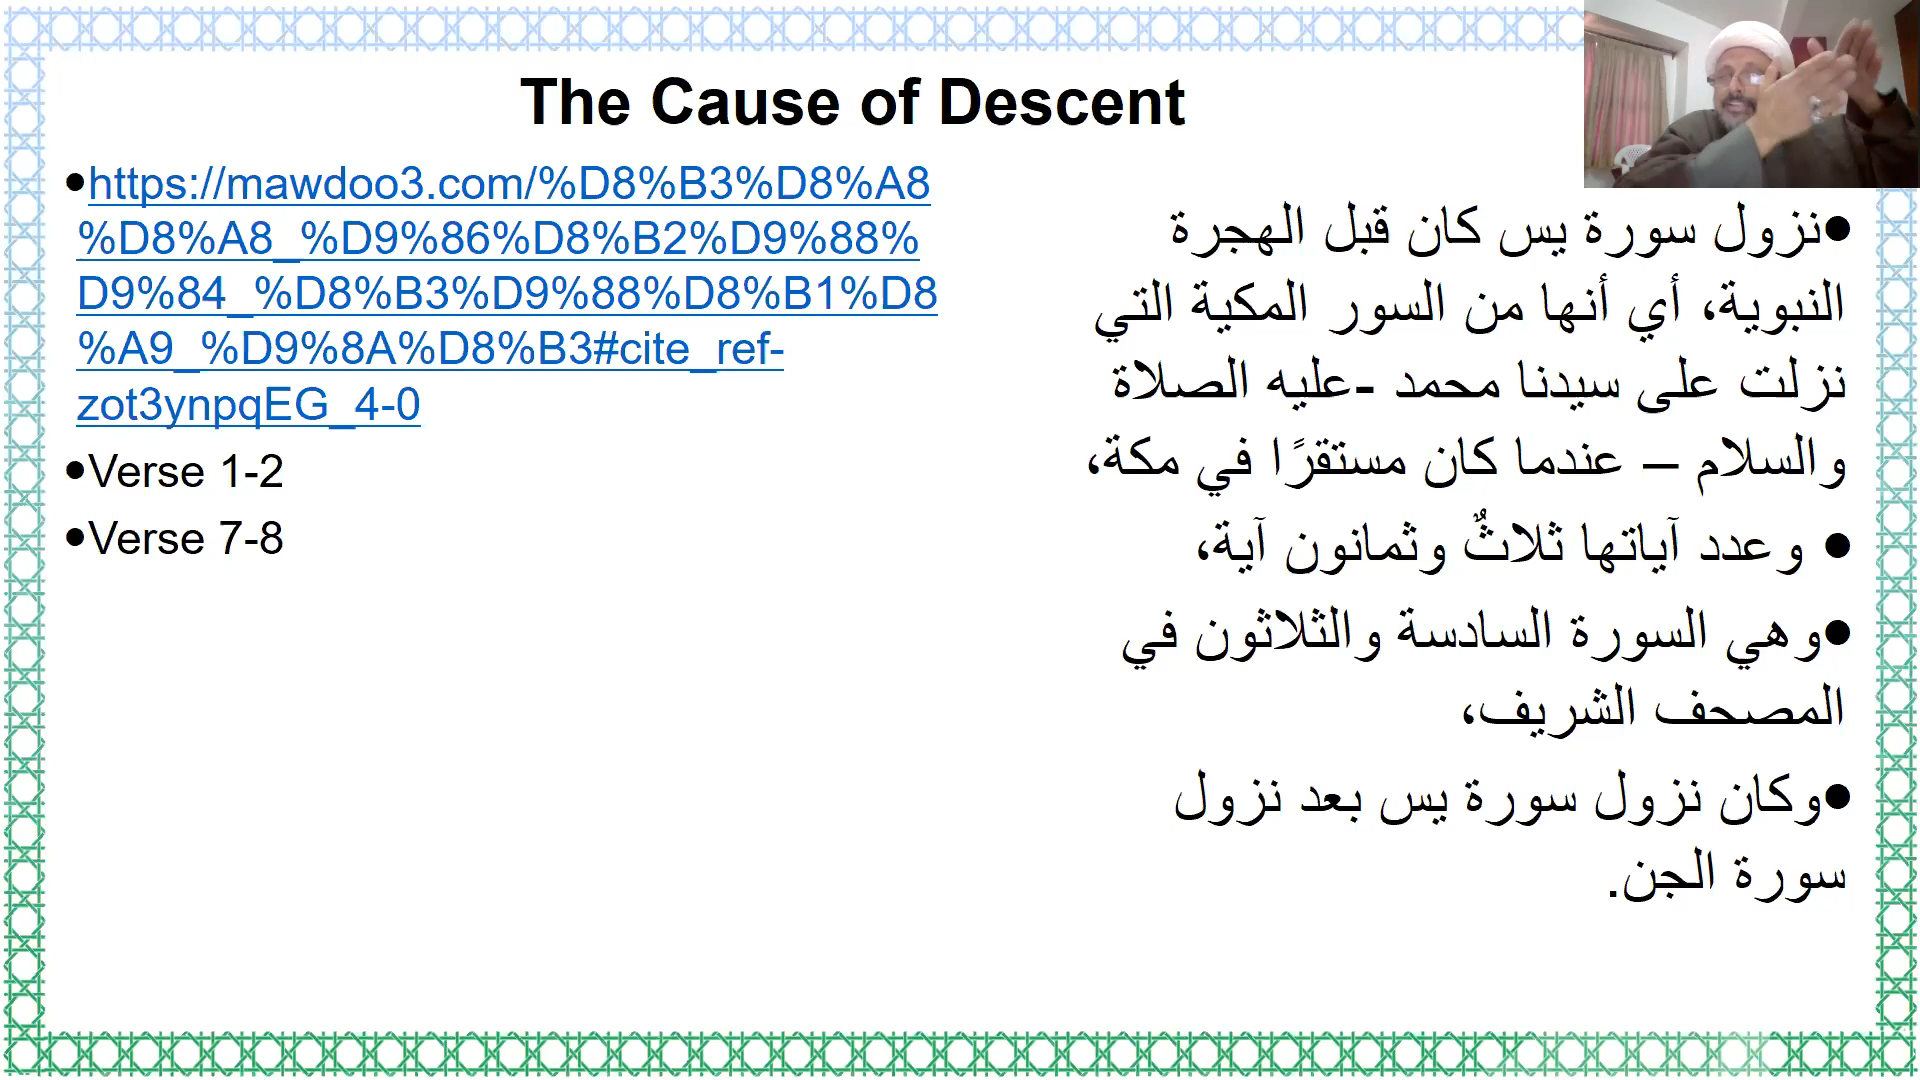 The Cause of Descent
●https://mawdoo3.com/%D8%B3%D8%A8
%D8%A8_%D9%86%D8%B2%D9%88%
D9%84_%D8%B3%D9%88%D8%B1%D8
%A9_%D9%8A%D8%B3#cite_ref-
zot3ynpqEG_4-0
●Verse 1-2
●Verse 7-8
●نزول سورة يس كان قبل الهجرة
النبوية، أي أنها من السور المكية التي
نزلت على سيدنا محمد -عليه الصلاة
والسلام – عندما كان مستقرًا في مكة،
● وعدد آياتها ثلاثٌ وثمانون آية،
●وهي السورة السادسة والثلاثون في
المصحف الشريف،
●وكان نزول سورة يس بعد نزول
سورة الجن.